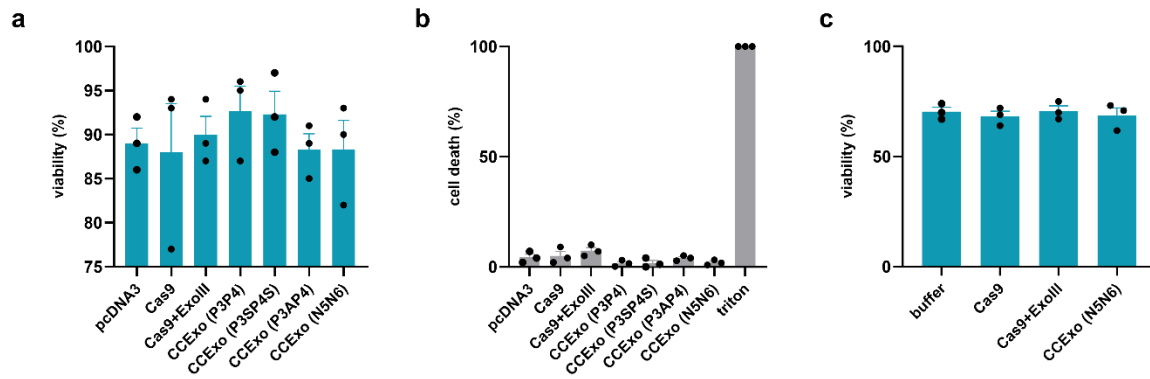 a
viability (%)
100
95
90
85
80
75
pcDNA3
Cas9
Cas9+ExoIII
CCExo (P3P4)
CCExo (P3SP4S)
CCExo (P3AP4)
CCExo (N5N6)
b
cell death (%)
100
50
0
pcDNA3
Cas9
Cas9+ExoIII
CCExo (P3P4)
CCExo (P3SP4S)
CCExo (P3AP4)
CCExo (N5N6)
triton
c
viability (%)
100
50
0
buffer
Cas9
Cas9+ExoIII
CCExo (N5N6)